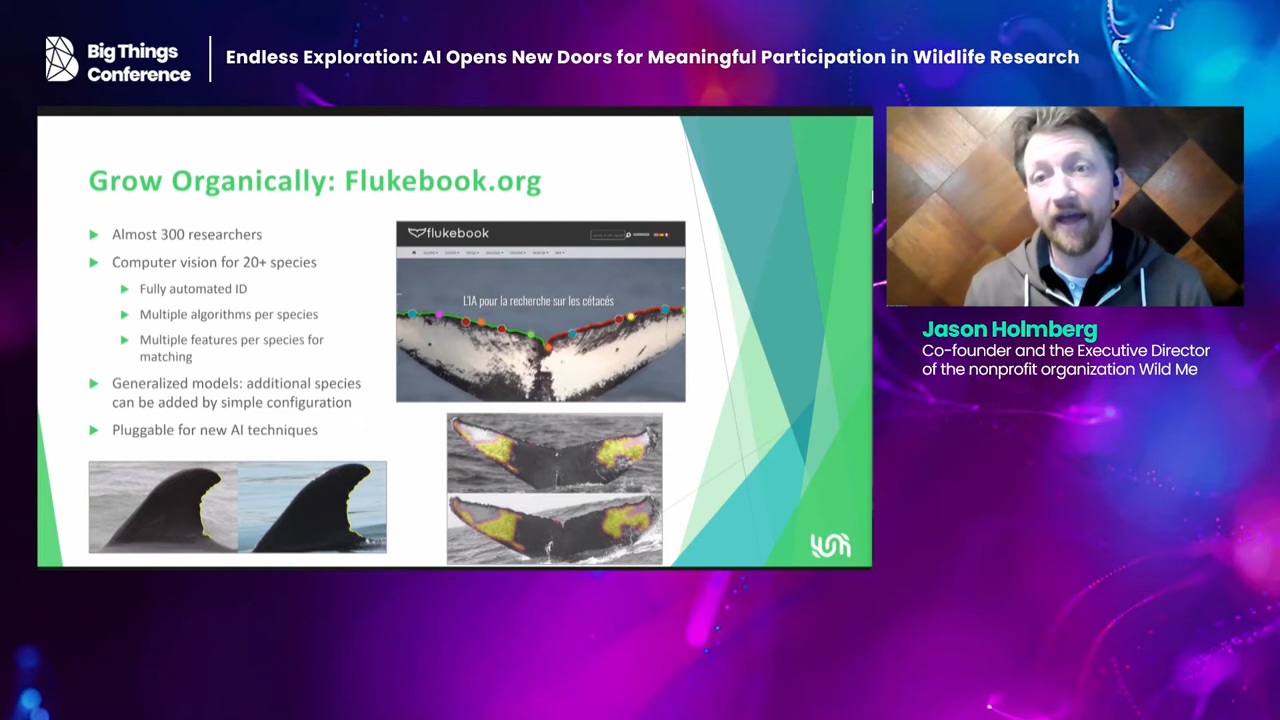 Big Things
Conference
Endless Exploration: AI Opens New Doors for Meaningful Participation in Wildlife Research
Grow Organically: Flukebook.org
Almost 300 researchers
Computer vision for 20+ species
Fully automated ID
Multiple algorithms per species
Multiple features per species for
matching
Generalized models: additional species
can be added by simple configuration
Pluggable for new AI techniques
flukebook
L'IA pour la recherche sur les cétacés
Jason Holmberg
Co-founder and the Executive Director
of the nonprofit organization Wild Me